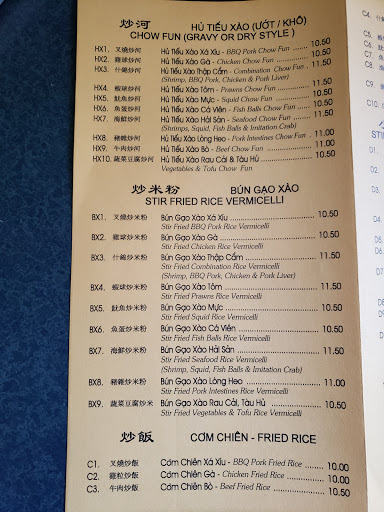 炒河 HỦ TIẾU XÀO (ƯỚT / KHÔ)
CHOW FUN (GRAVY OR DRY STYLE )
HX1. 叉燒炒河 Hủ Tiếu Xào Xá Xíu - BBQ Pork Chow Fun 10.50
HX2. 雞球炒河 Hủ Tiếu Xào Gà - Chicken Chow Fun 10.50
HX3. 什錦炒河 Hủ Tiếu Xào Thập Cẩm - Combination Chow Fun 11.50
(Shrimp, BBQ Pork, Chicken & Pork Liver)
HX4. 蝦球炒河 Hủ Tiếu Xào Tôm - Prawns Chow Fun 11.50
HX5. 魷魚炒河 Hủ Tiếu Xào Mực - Squid Chow Fun 10.50
HX6. 魚蛋炒河 Hủ Tiếu Xào Cá Viên - Fish Balls Chow Fun 10.50
HX7. 海鮮炒河 Hủ Tiếu Xào Hải Sản - Seafood Chow Fun 11.50
(Shrimps, Squid, Fish Balls & Imitation Crab)
HX8. 豬雜炒河 Hủ Tiếu Xào Lòng Heo - Pork Intestines Chow Fun 11.00
HX9. 牛肉炒河 Hủ Tiếu Xào Bò - Beef Chow Fun 11.00
HX10. 蔬菜豆腐炒河 Hủ Tiếu Xào Rau Cải & Tàu Hủ 10.50
Vegetables & Tofu Chow Fun
炒米粉 BÚN GẠO XÀO
STIR FRIED RICE VERMICELLI
BX1. 叉燒炒米粉 Bún Gạo Xào Xá Xíu 10.50
Stir Fried BBQ Pork Rice Vermicelli
BX2. 雞球炒米粉 Bún Gạo Xào Gà 10.50
Stir Fried Chicken Rice Vermicelli
BX3. 什錦炒米粉 Bún Gạo Xào Thập Cẩm 11.50
Stir Fried Combination Rice Vermicelli
(Shrimp, BBQ Pork, Chicken & Pork Liver)
BX4. 蝦球炒米粉 Bún Gạo Xào Tôm 11.50
Stir Fried Prawns Rice Vermicelli
BX5. 魷魚炒米粉 Bún Gạo Xào Mực 10.50
Stir Fried Squid Rice Vermicelli
BX6. 魚蛋炒米粉 Bún Gạo Xào Cá Viên 10.50
Stir Fried Fish Balls Rice Vermicelli
BX7. 海鮮炒米粉 Bún Gạo Xào Hải Sản 11.50
Stir Fried Seafood Rice Vermicelli
(Shrimp, Squid, Fish Balls & Imitation Crab)
BX8. 豬雜炒米粉 Bún Gạo Xào Lòng Heo 11.00
Stir Fried Pork Intestines Rice Vermicelli
BX9. 蔬菜豆腐炒米 Bún Gạo Xào Rau Cải, Tàu Hủ 10.50
Stir Fried Vegetables & Tofu Rice Vermicelli
炒飯 CƠM CHIÊN - FRIED RICE
C1. 叉燒炒飯 Cơm Chiên Xá Xíu - BBQ Pork Fried Rice 10.00
C2. 雞粒炒飯 Cơm Chiên Gà - Chicken Fried Rice 10.00
C3. 牛肉炒飯 Cơm Chiên Bò - Beef Fried Rice 10.50